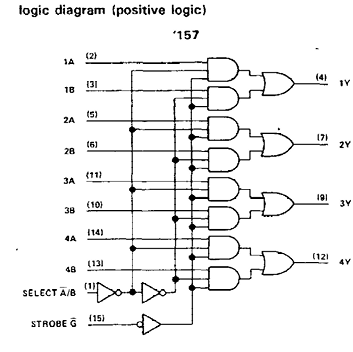 logic diagram (positive logic)
'157
1A (2)
(4) 1Y
1B (3)
2A (5)
(7) 2Y
2B (6)
3A (11)
(9) 3Y
3B (10)
4A (14)
(12) 4Y
4B (13)
SELECT A̅/B (1)
STROBE G̅ (15)